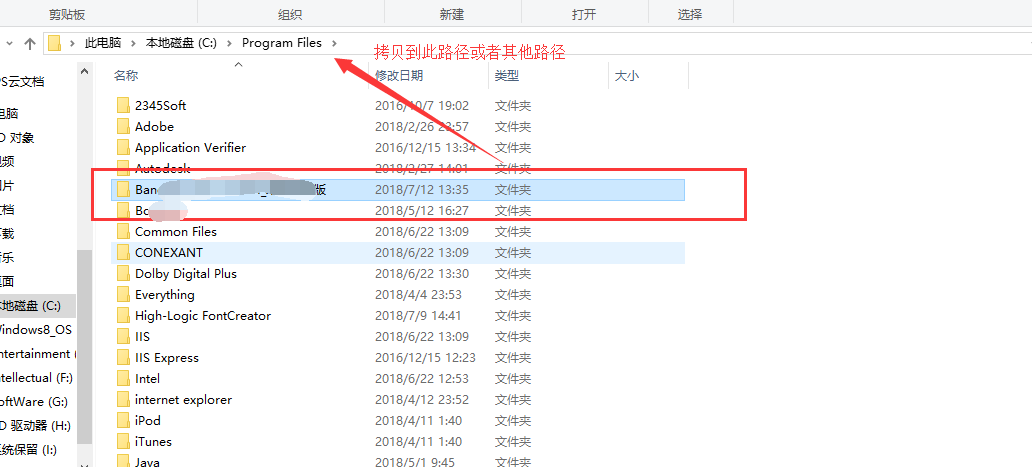 剪贴板 组织 新建 打开 选择
此电脑 本地磁盘 (C:) Program Files
拷贝到此路径或者其他路径
名称 修改日期 类型 大小
PS云文档
电脑
D 对象
视频
图片
文档
下载
音乐
桌面
本地磁盘 (C:)
Windows8_OS
ntertainment
ntellectual (F:)
oftWare (G:)
D 驱动器 (H:)
系统保留 (I:)
2345Soft 2016/10/7 19:02 文件夹
Adobe 2018/2/26 23:57 文件夹
Application Verifier 2016/12/15 13:34 文件夹
Autodesk 2018/2/27 14:01 文件夹
Ban 版 2018/7/12 13:35 文件夹
Bo 2018/5/12 16:27 文件夹
Common Files 2018/6/22 13:09 文件夹
CONEXANT 2018/6/22 13:09 文件夹
Dolby Digital Plus 2018/6/22 13:30 文件夹
Everything 2018/4/4 23:53 文件夹
High-Logic FontCreator 2018/7/9 14:41 文件夹
IIS 2018/6/22 13:09 文件夹
IIS Express 2016/12/15 12:23 文件夹
Intel 2018/6/22 12:53 文件夹
internet explorer 2018/4/12 23:52 文件夹
iPod 2018/4/11 1:40 文件夹
iTunes 2018/4/11 1:40 文件夹
Java 2018/5/1 9:45 文件夹